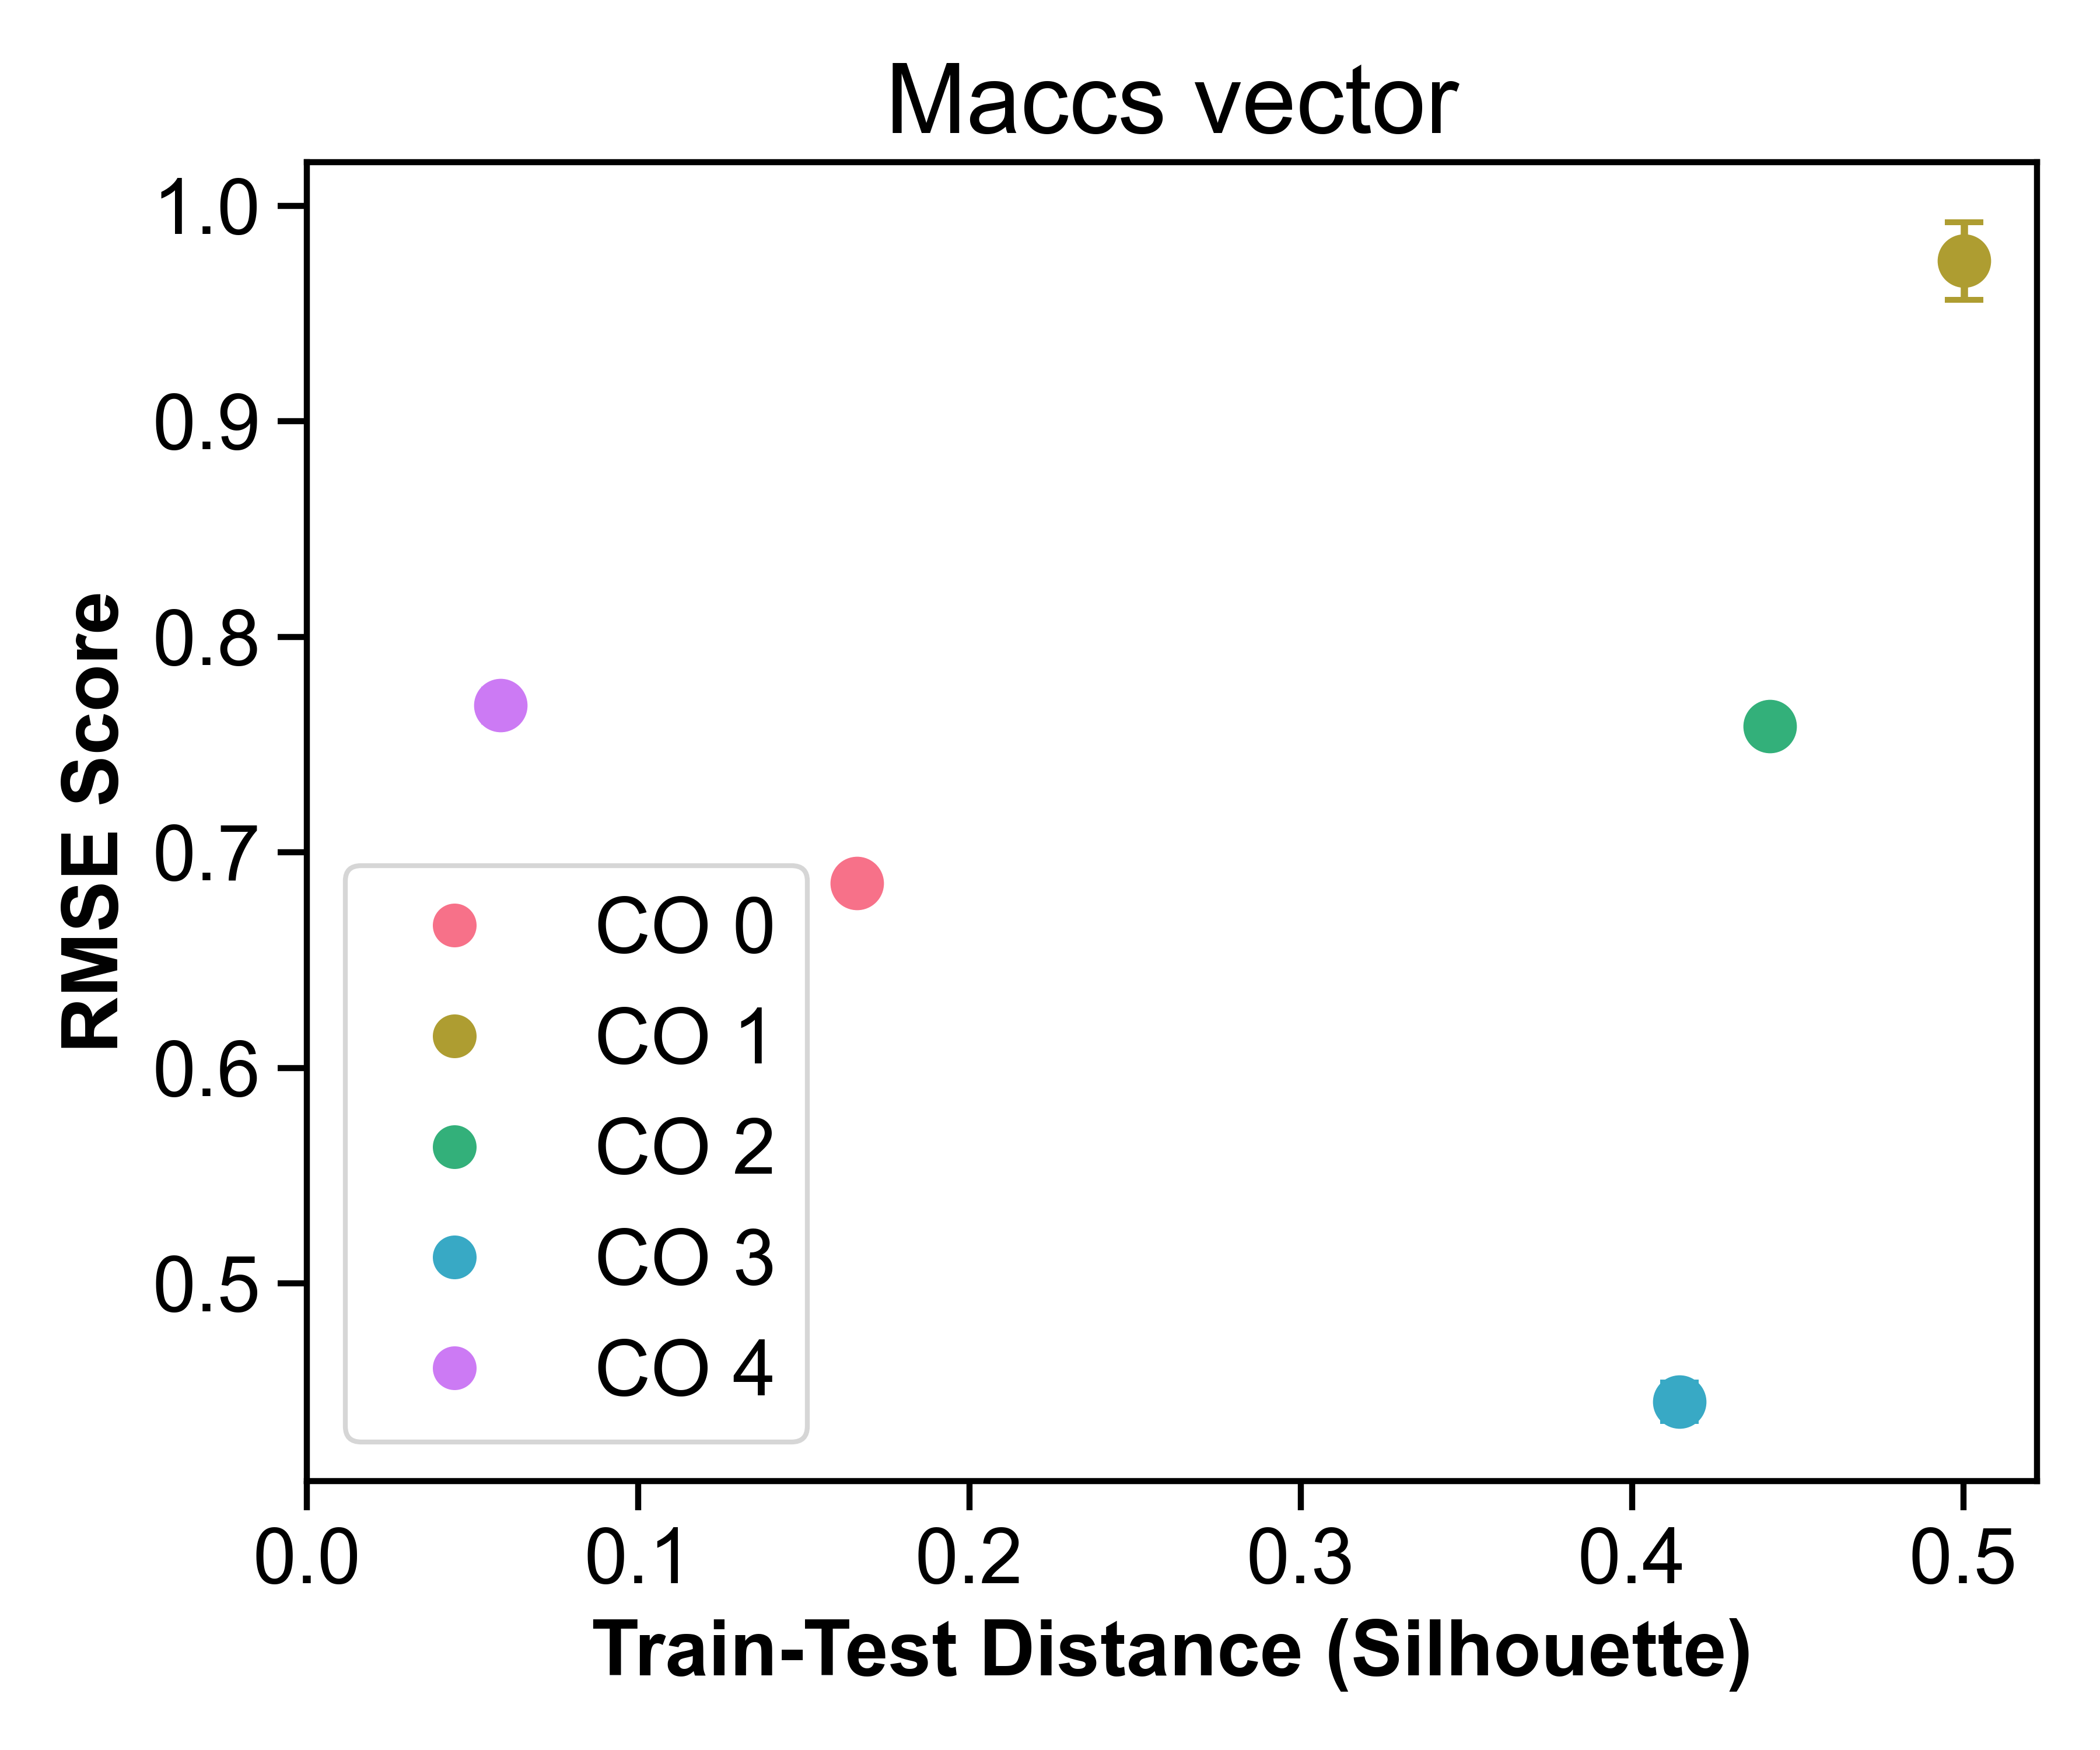 Maccs vector
RMSE Score
1.0
0.9
0.8
0.7
0.6
0.5
CO 0
CO 1
CO 2
CO 3
CO 4
0.0 0.1 0.2 0.3 0.4 0.5
Train-Test Distance (Silhouette)